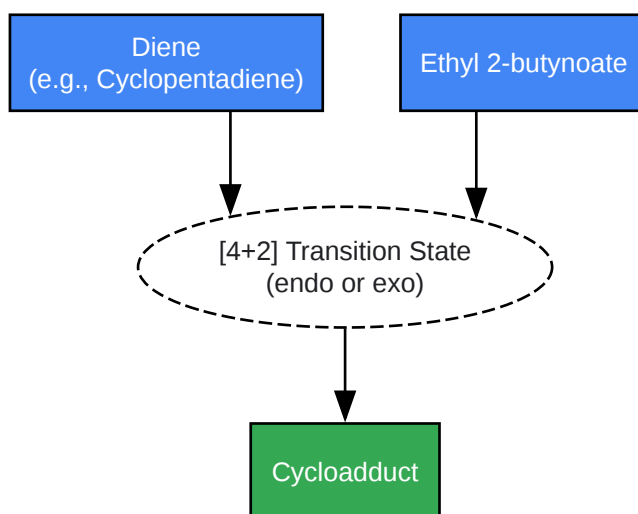 Diene
(e.g., Cyclopentadiene)
Ethyl 2-butynoate
[4+2] Transition State
(endo or exo)
Cycloadduct